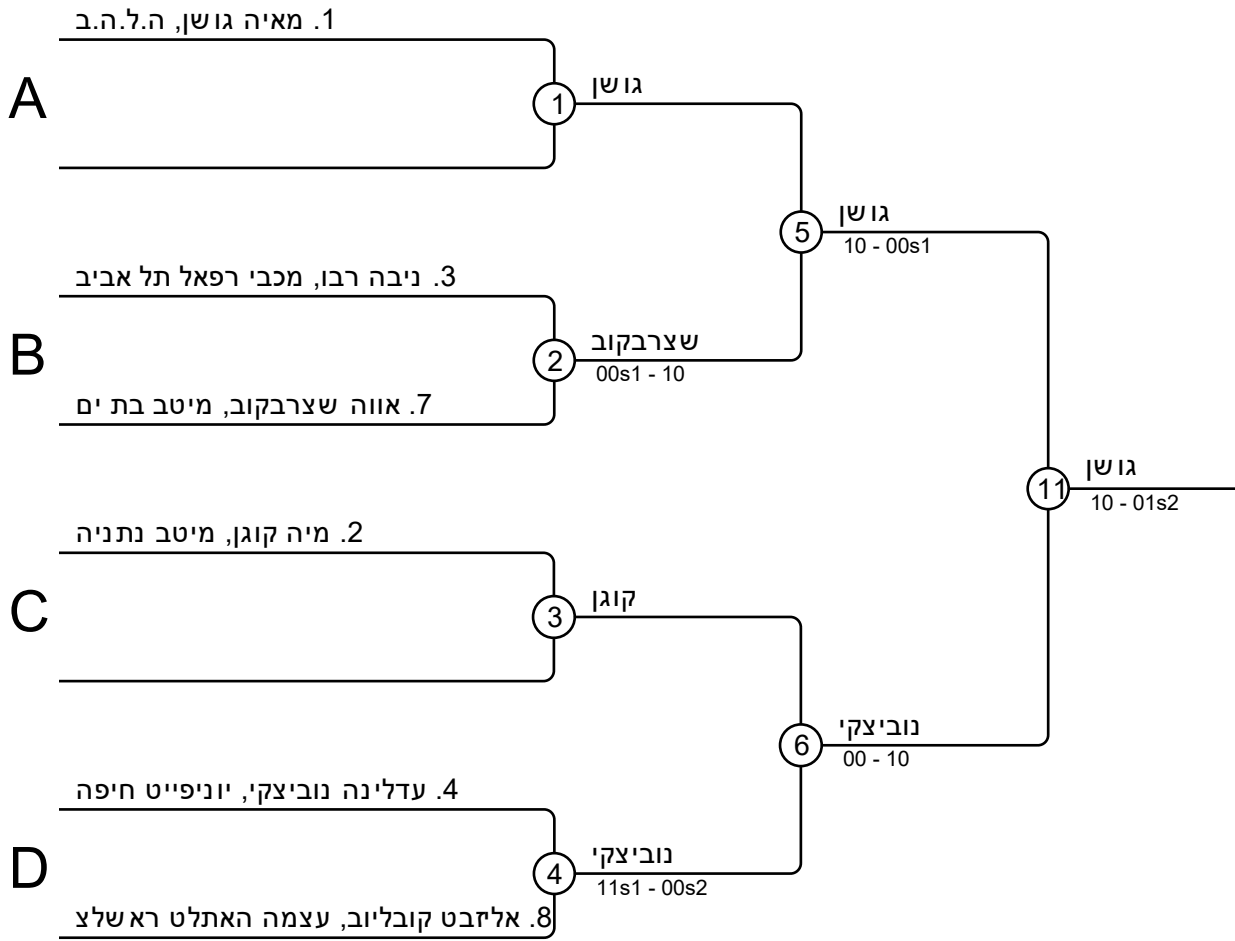 1. מאיה גושן, ה.ל.ה.ב
A
1
גושן
5
גושן
10 - 00s1
3. ניבה רבו, מכבי רפאל תל אביב
B
2
שצרבקוב
00s1 - 10
7. אווה שצרבקוב, מיטב בת ים
11
גושן
10 - 01s2
2. מיה קוגן, מיטב נתניה
C
3
קוגן
6
נוביצקי
00 - 10
4. עדלינה נוביצקי, יוניפייט חיפה
D
4
נוביצקי
11s1 - 00s2
8. אליזבט קובליוב, עצמה האתלט ראשלצ